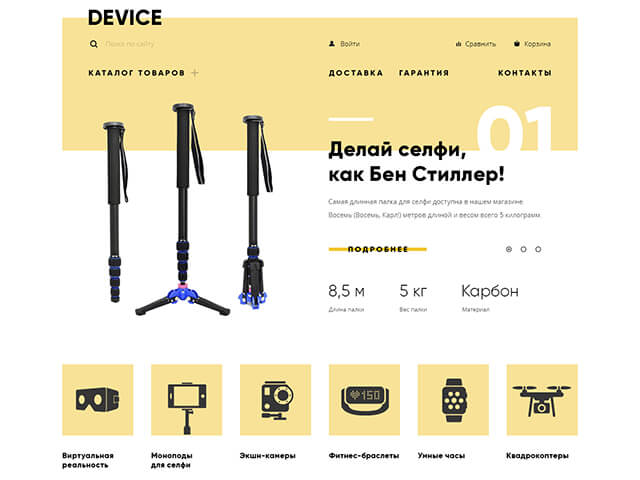 DEVICE
Поиск по сайту
Войти
Сравнить
Корзина
КАТАЛОГ ТОВАРОВ +
ДОСТАВКА
ГАРАНТИЯ
КОНТАКТЫ
01
Делай селфи,
как Бен Стиллер!
Самая длинная палка для селфи доступна в нашем магазине.
Восемь (Восемь, Карл!) метров длиной и весом всего 5 килограмм.
ПОДРОБНЕЕ
8,5 м
5 кг
Карбон
Длина палки
Вес палки
Материал
150
Виртуальная
реальность
Моноподы
для селфи
Экшн-камеры
Фитнес-браслеты
Умные часы
Квадрокоптеры